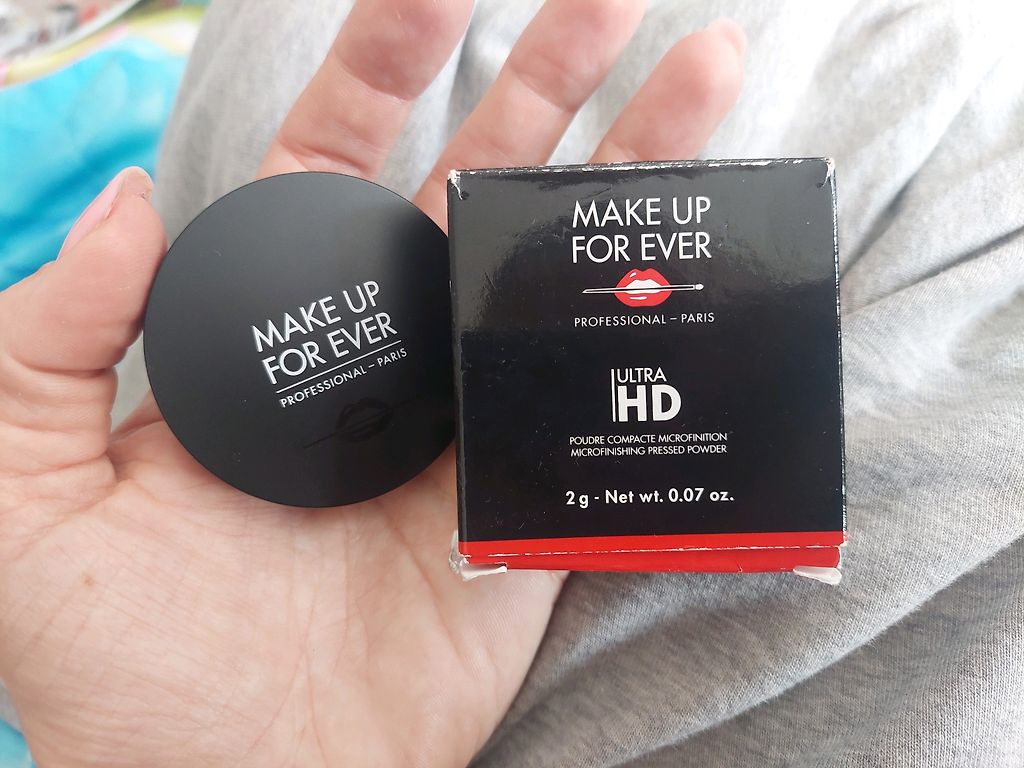 MAKE UP
FOR EVER
PROFESSIONAL – PARIS
MAKE UP
FOR EVER
PROFESSIONAL – PARIS
ULTRA
HD
POUDRE COMPACTE MICROFINITION
MICROFINISHING PRESSED POWDER
2 g - Net wt. 0.07 oz.